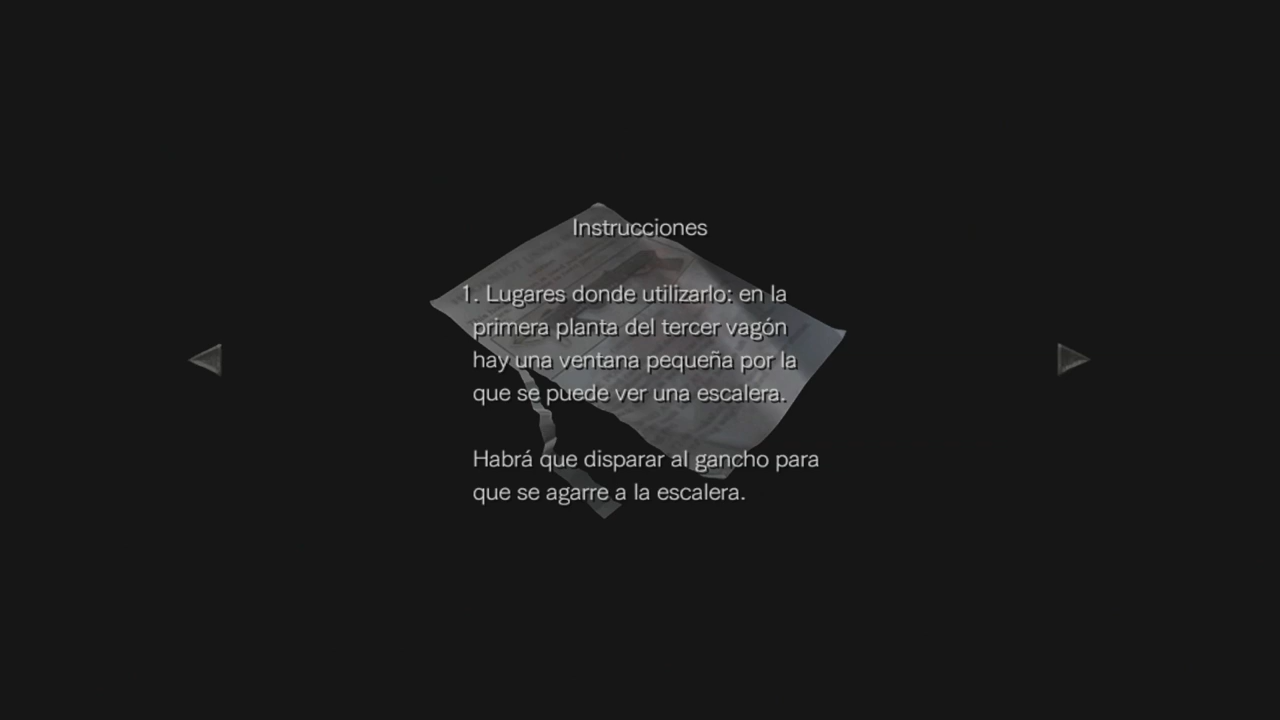 Instrucciones
1. Lugares donde utilizarlo: en la
primera planta del tercer vagón
hay una ventana pequeña por la
que se puede ver una escalera.
Habrá que disparar al gancho para
que se agarre a la escalera.